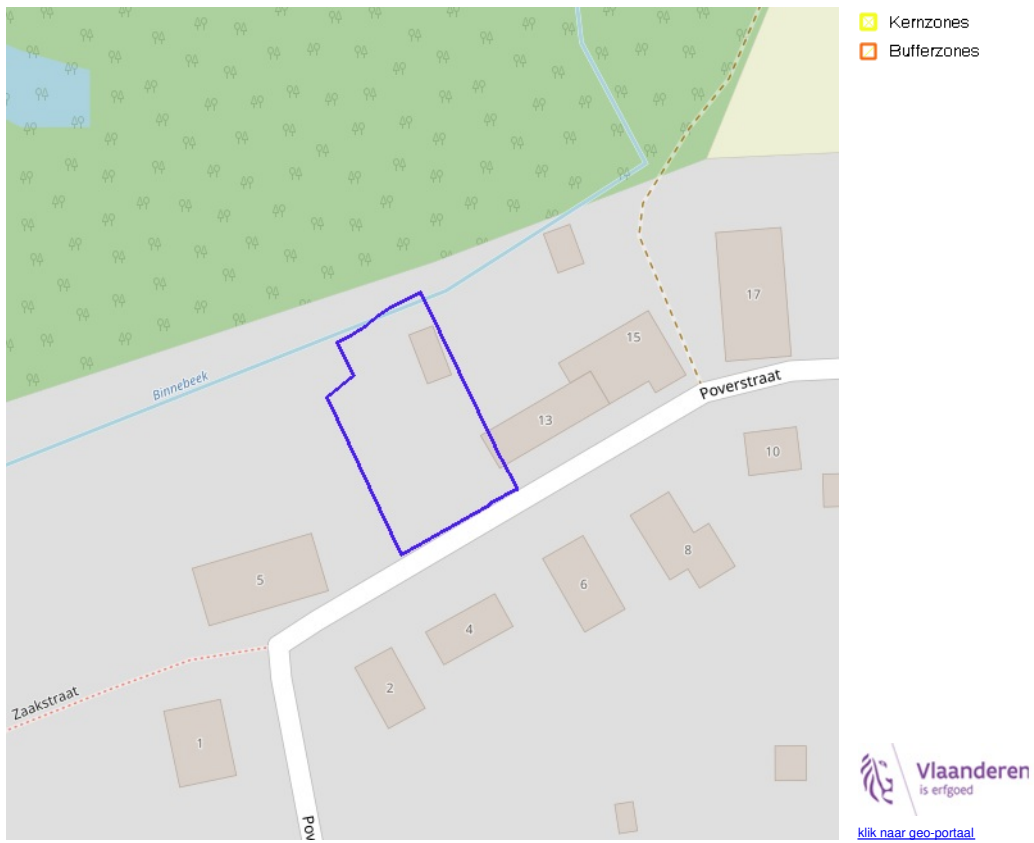 Kernzones
Bufferzones
17
15
Binnebeek
Poverstraat
13
10
8
5
6
4
2
Zaakstraat
1
Pov
Vlaanderen
is erfgoed
klik naar geo-portaal